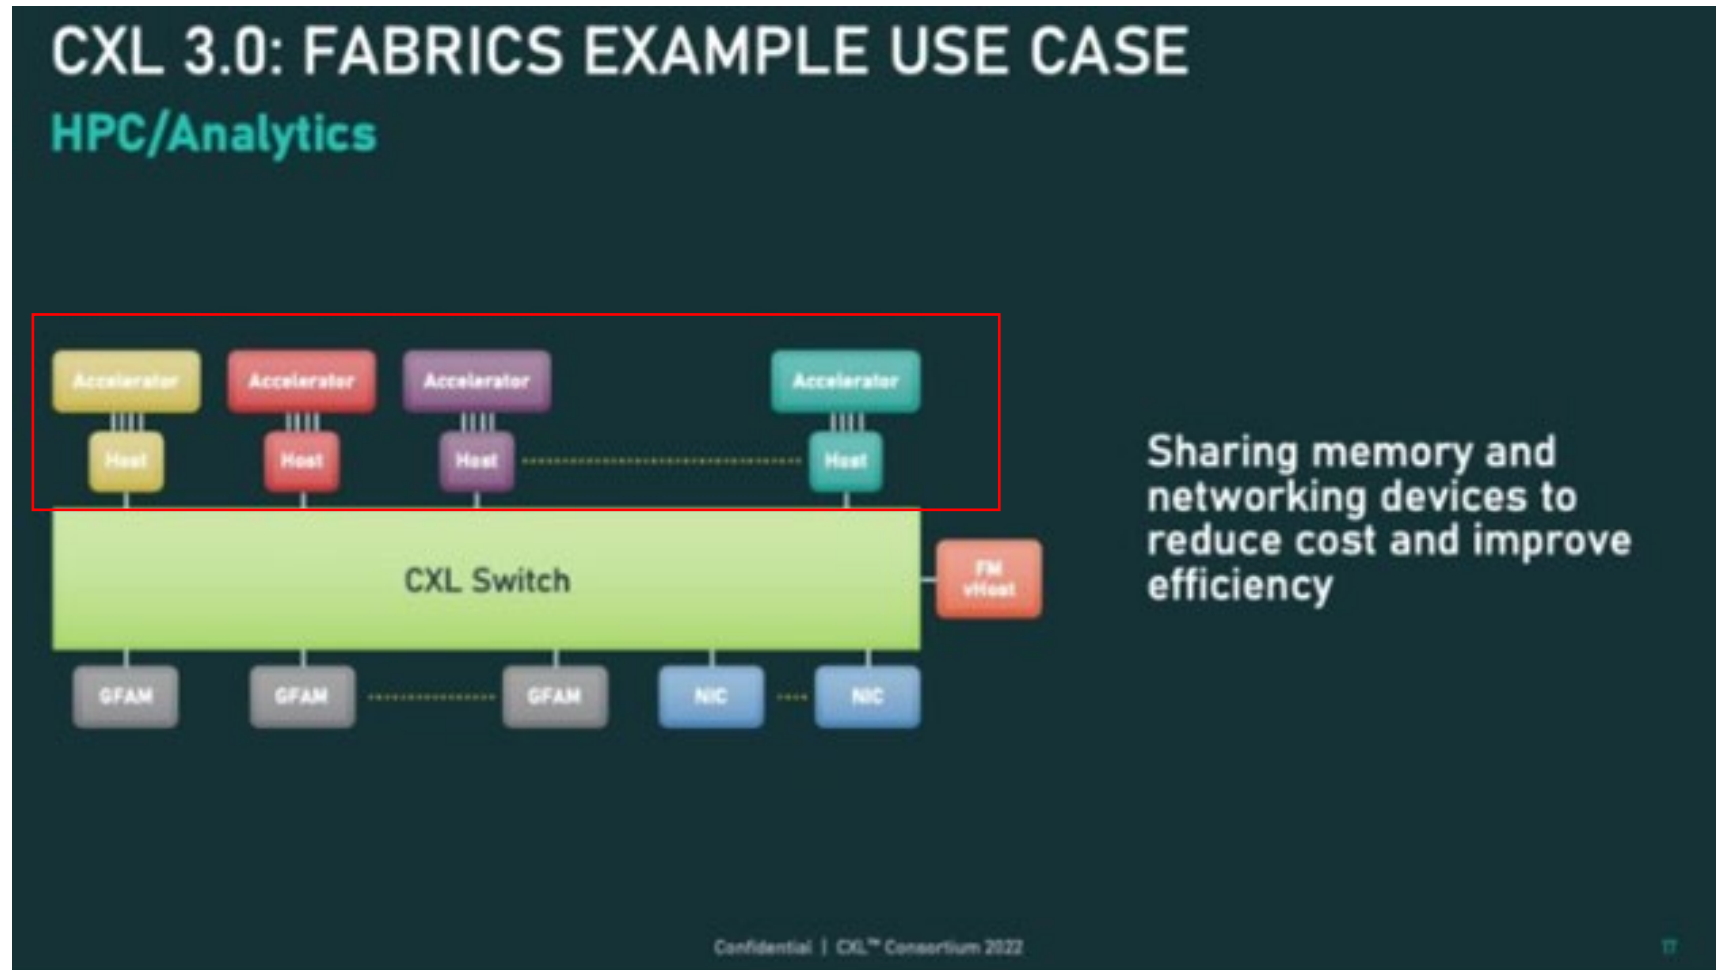 CXL 3.0: FABRICS EXAMPLE USE CASE
HPC/Analytics
Accelerator
Accelerator
Accelerator
Accelerator
Host
Host
Host
Host
CXL Switch
FM
vHost
GFAM
GFAM
GFAM
NIC
NIC
Sharing memory and
networking devices to
reduce cost and improve
efficiency
Confidential | CXL™ Consortium 2022
17